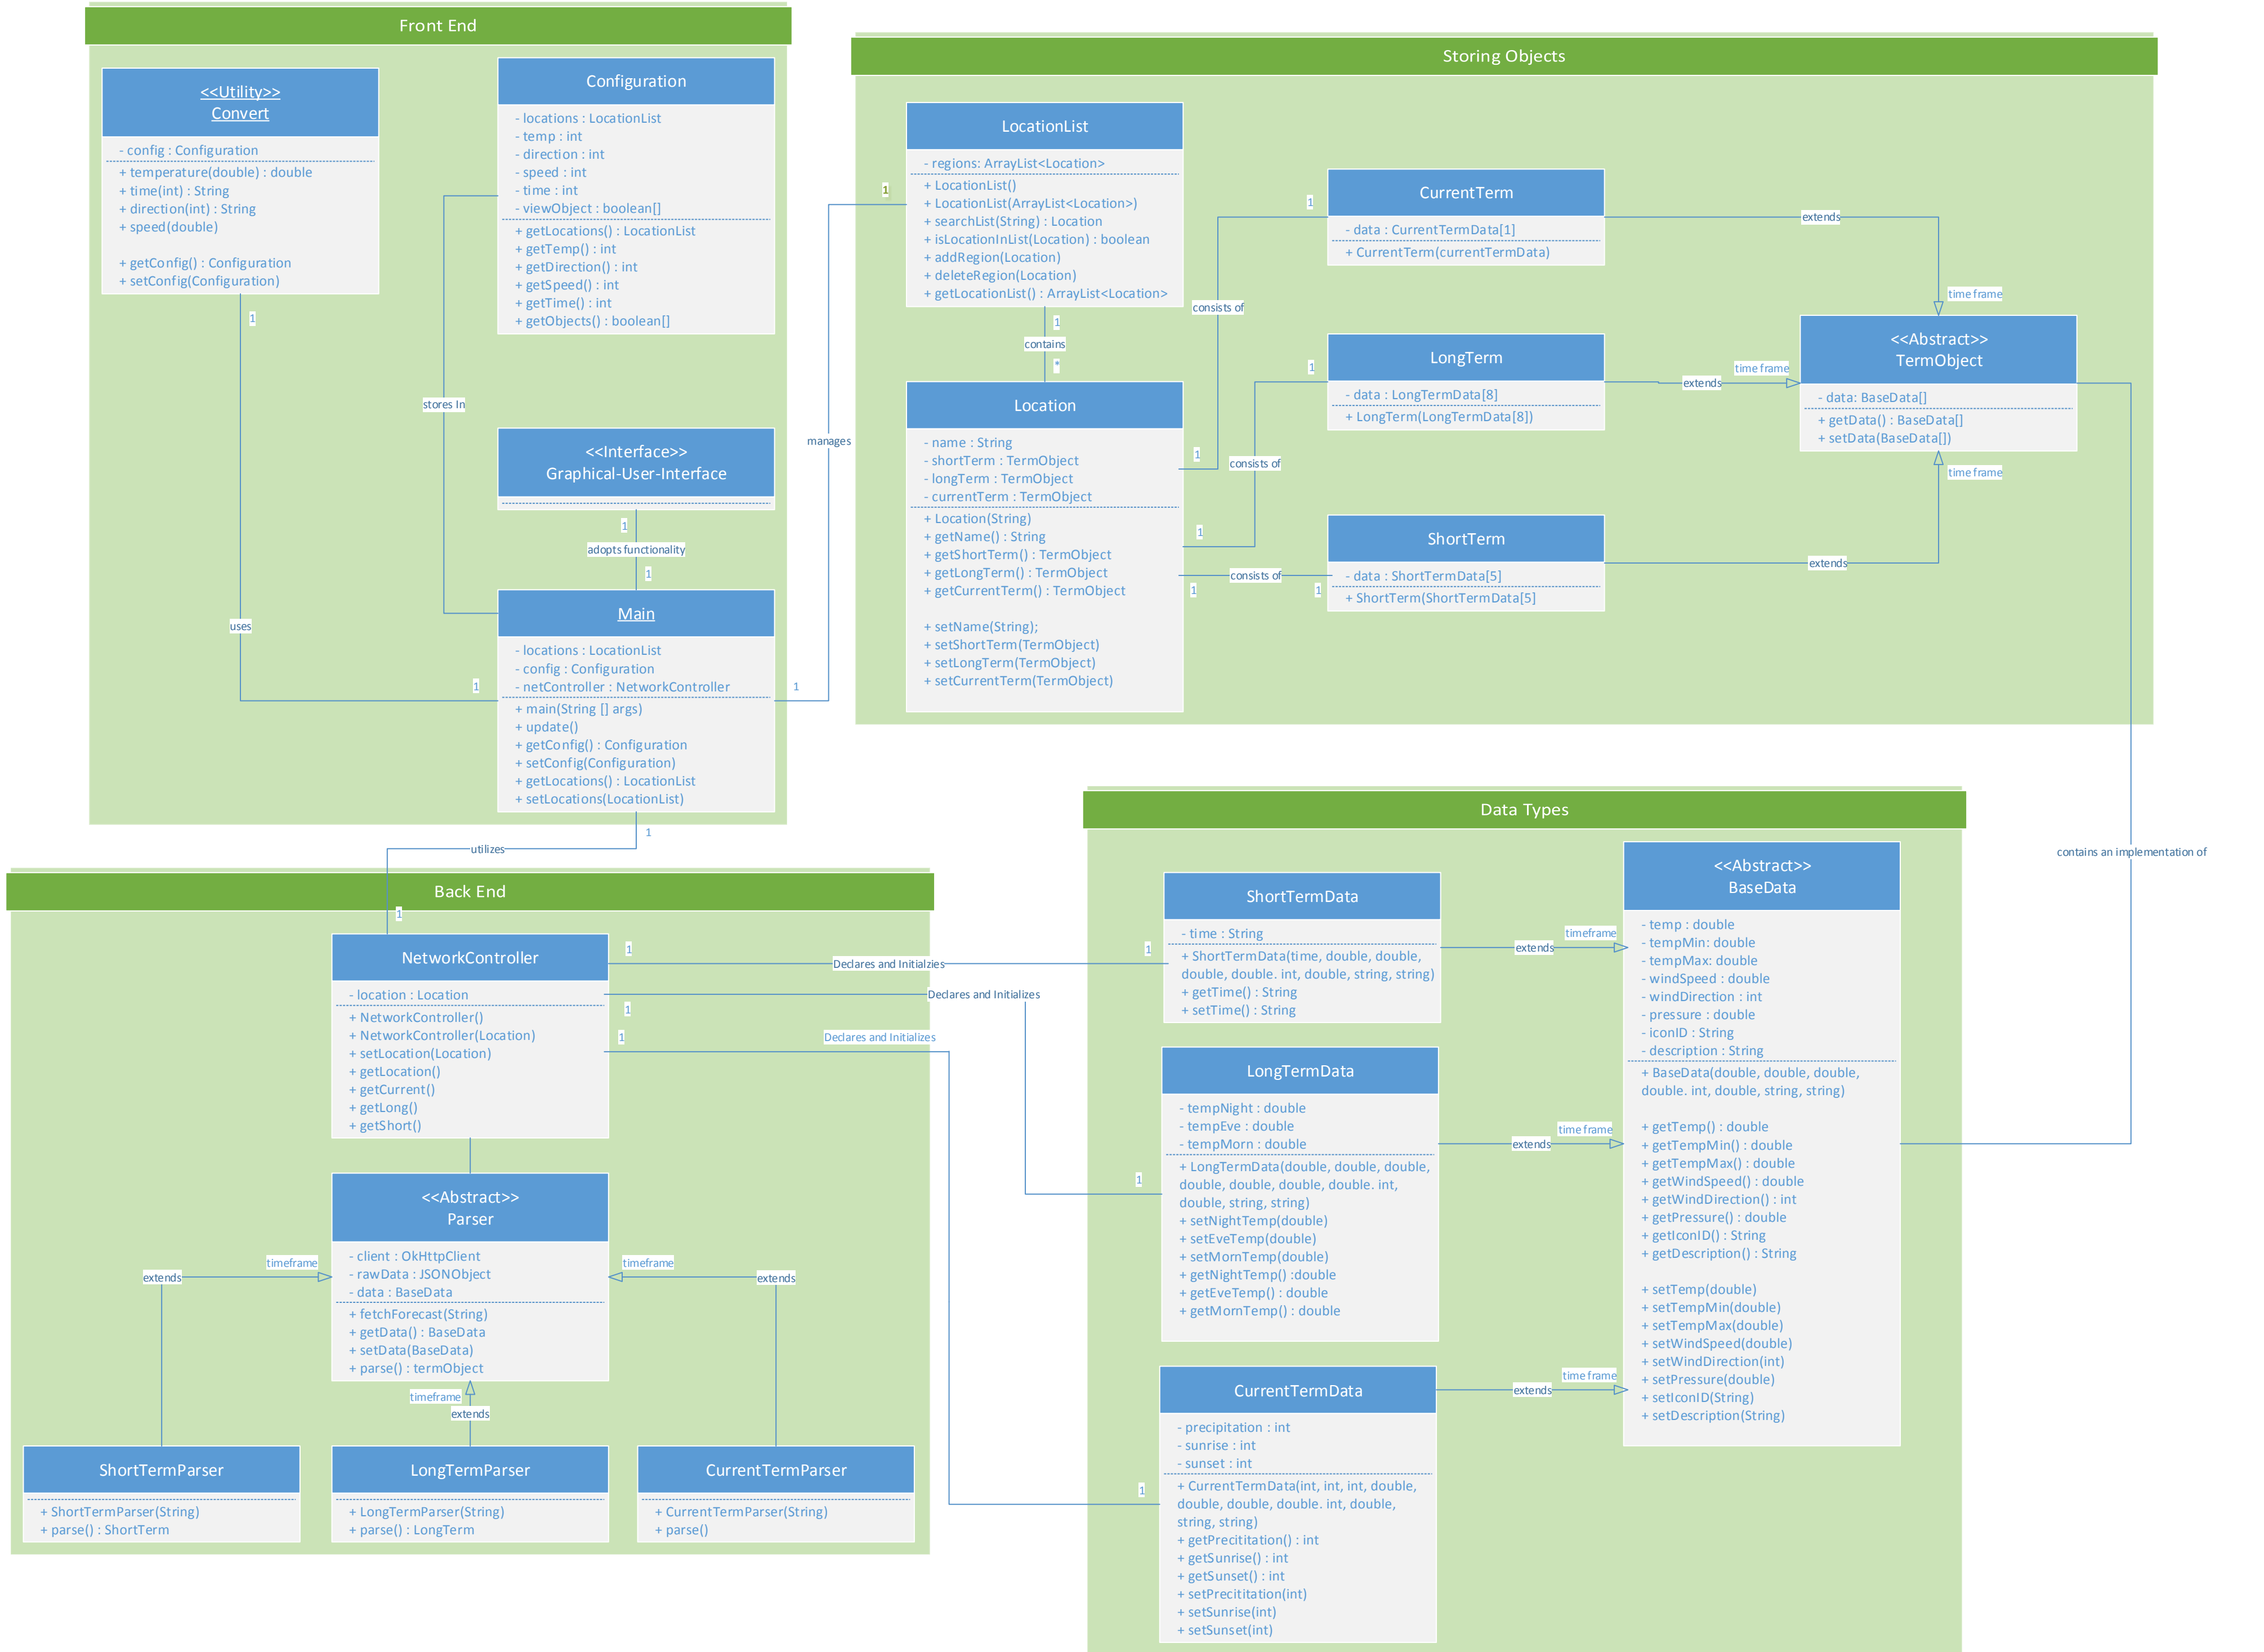 Front End
<<Utility>>
Convert
- config : Configuration
+ temperature(double) : double
+ time(int) : String
+ direction(int) : String
+ speed(double)
+ getConfig() : Configuration
+ setConfig(Configuration)
1
uses
1
Configuration
- locations : LocationList
- temp : int
- direction : int
- speed : int
- time : int
- viewObject : boolean[]
+ getLocations() : LocationList
+ getTemp() : int
+ getDirection() : int
+ getSpeed() : int
+ getTime() : int
+ getObjects() : boolean[]
stores In
<<Interface>>
Graphical-User-Interface
1
adopts functionality
1
Main
- locations : LocationList
- config : Configuration
- netController : NetworkController
+ main(String [] args)
+ update()
+ getConfig() : Configuration
+ setConfig(Configuration)
+ getLocations() : LocationList
+ setLocations(LocationList)
1
manages
1
1
utilizes
1
Storing Objects
LocationList
- regions: ArrayList<Location>
+ LocationList()
+ LocationList(ArrayList<Location>)
+ searchList(String) : Location
+ isLocationInList(Location) : boolean
+ addRegion(Location)
+ deleteRegion(Location)
+ getLocationList() : ArrayList<Location>
1
contains
*
Location
- name : String
- shortTerm : TermObject
- longTerm : TermObject
- currentTerm : TermObject
+ Location(String)
+ getName() : String
+ getShortTerm() : TermObject
+ getLongTerm() : TermObject
+ getCurrentTerm() : TermObject
+ setName(String);
+ setShortTerm(TermObject)
+ setLongTerm(TermObject)
+ setCurrentTerm(TermObject)
1
consists of
1
1
consists of
1
1
consists of
1
CurrentTerm
- data : CurrentTermData[1]
+ CurrentTerm(currentTermData)
extends
time frame
LongTerm
- data : LongTermData[8]
+ LongTerm(LongTermData[8])
extends
time frame
ShortTerm
- data : ShortTermData[5]
+ ShortTerm(ShortTermData[5]
extends
time frame
<<Abstract>>
TermObject
- data: BaseData[]
+ getData() : BaseData[]
+ setData(BaseData[])
contains an implementation of
Back End
NetworkController
- location : Location
+ NetworkController()
+ NetworkController(Location)
+ setLocation(Location)
+ getLocation()
+ getCurrent()
+ getLong()
+ getShort()
1
Declares and Initialzies
1
1
Declares and Initializes
1
1
Declares and Initializes
1
<<Abstract>>
Parser
- client : OkHttpClient
- rawData : JSONObject
- data : BaseData
+ fetchForecast(String)
+ getData() : BaseData
+ setData(BaseData)
+ parse() : termObject
timeframe
extends
timeframe
extends
timeframe
extends
ShortTermParser
+ ShortTermParser(String)
+ parse() : ShortTerm
LongTermParser
+ LongTermParser(String)
+ parse() : LongTerm
CurrentTermParser
+ CurrentTermParser(String)
+ parse()
Data Types
ShortTermData
- time : String
+ ShortTermData(time, double, double,
double, double. int, double, string, string)
+ getTime() : String
+ setTime() : String
extends
timeframe
LongTermData
- tempNight : double
- tempEve : double
- tempMorn : double
+ LongTermData(double, double, double,
double, double, double, double. int,
double, string, string)
+ setNightTemp(double)
+ setEveTemp(double)
+ setMornTemp(double)
+ getNightTemp() :double
+ getEveTemp() : double
+ getMornTemp() : double
extends
time frame
CurrentTermData
- precipitation : int
- sunrise : int
- sunset : int
+ CurrentTermData(int, int, int, double,
double, double, double. int, double,
string, string)
+ getPrecititation() : int
+ getSunrise() : int
+ getSunset() : int
+ setPrecititation(int)
+ setSunrise(int)
+ setSunset(int)
extends
time frame
<<Abstract>>
BaseData
- temp : double
- tempMin: double
- tempMax: double
- windSpeed : double
- windDirection : int
- pressure : double
- iconID : String
- description : String
+ BaseData(double, double, double,
double. int, double, string, string)
+ getTemp() : double
+ getTempMin() : double
+ getTempMax() : double
+ getWindSpeed() : double
+ getWindDirection() : int
+ getPressure() : double
+ getIconID() : String
+ getDescription() : String
+ setTemp(double)
+ setTempMin(double)
+ setTempMax(double)
+ setWindSpeed(double)
+ setWindDirection(int)
+ setPressure(double)
+ setIconID(String)
+ setDescription(String)